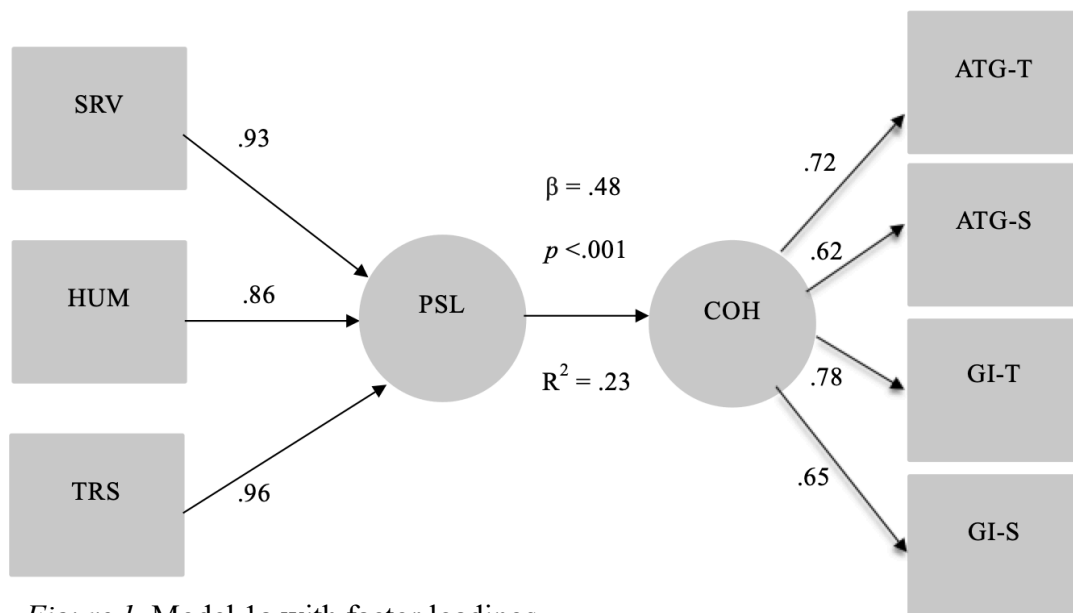 SRV
.93
HUM
.86
TRS
.96
PSL
β = .48
p <.001
R² = .23
COH
.72
.62
.78
.65
ATG-T
ATG-S
GI-T
GI-S
Figure 1. Model 1a with factor loadings